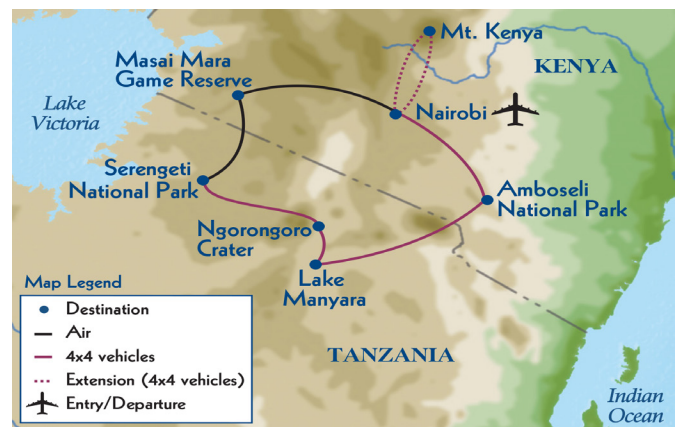 Mt. Kenya
KENYA
Masai Mara
Game Reserve
Lake
Victoria
Nairobi
Serengeti
National Park
Amboseli
National Park
Ngorongoro
Crater
Lake
Manyara
TANZANIA
Indian
Ocean
Map Legend
Destination
Air
4x4 vehicles
Extension (4x4 vehicles)
Entry/Departure